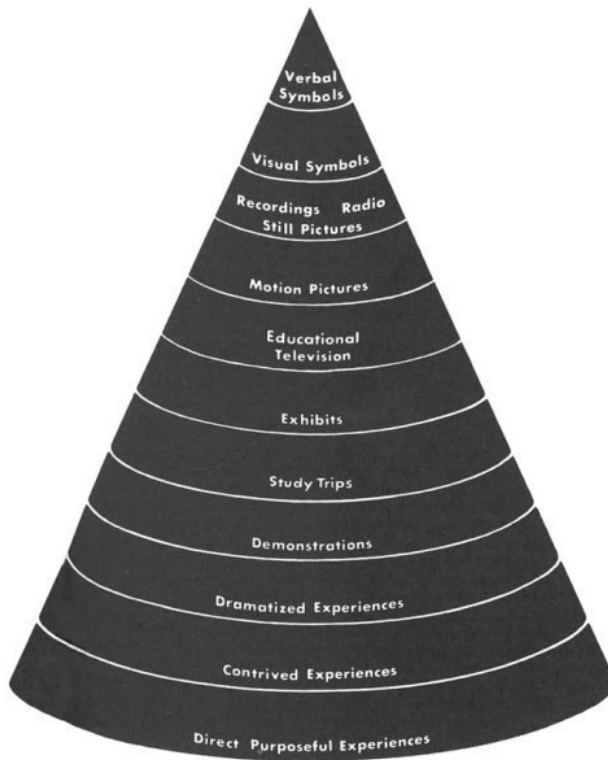 Verbal
Symbols
Visual Symbols
Recordings Radio
Still Pictures
Motion Pictures
Educational
Television
Exhibits
Study Trips
Demonstrations
Dramatized Experiences
Contrived Experiences
Direct Purposeful Experiences